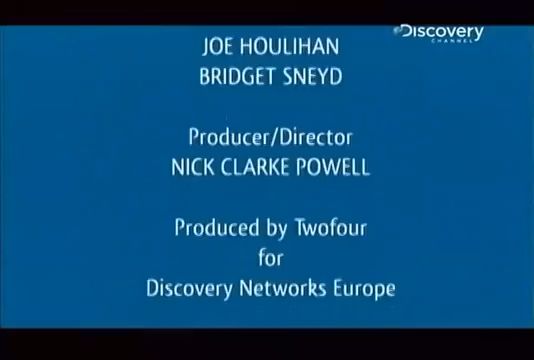 Discovery
CHANNEL
JOE HOULIHAN
BRIDGET SNEYD
Producer/Director
NICK CLARKE POWELL
Produced by Twofour
for
Discovery Networks Europe